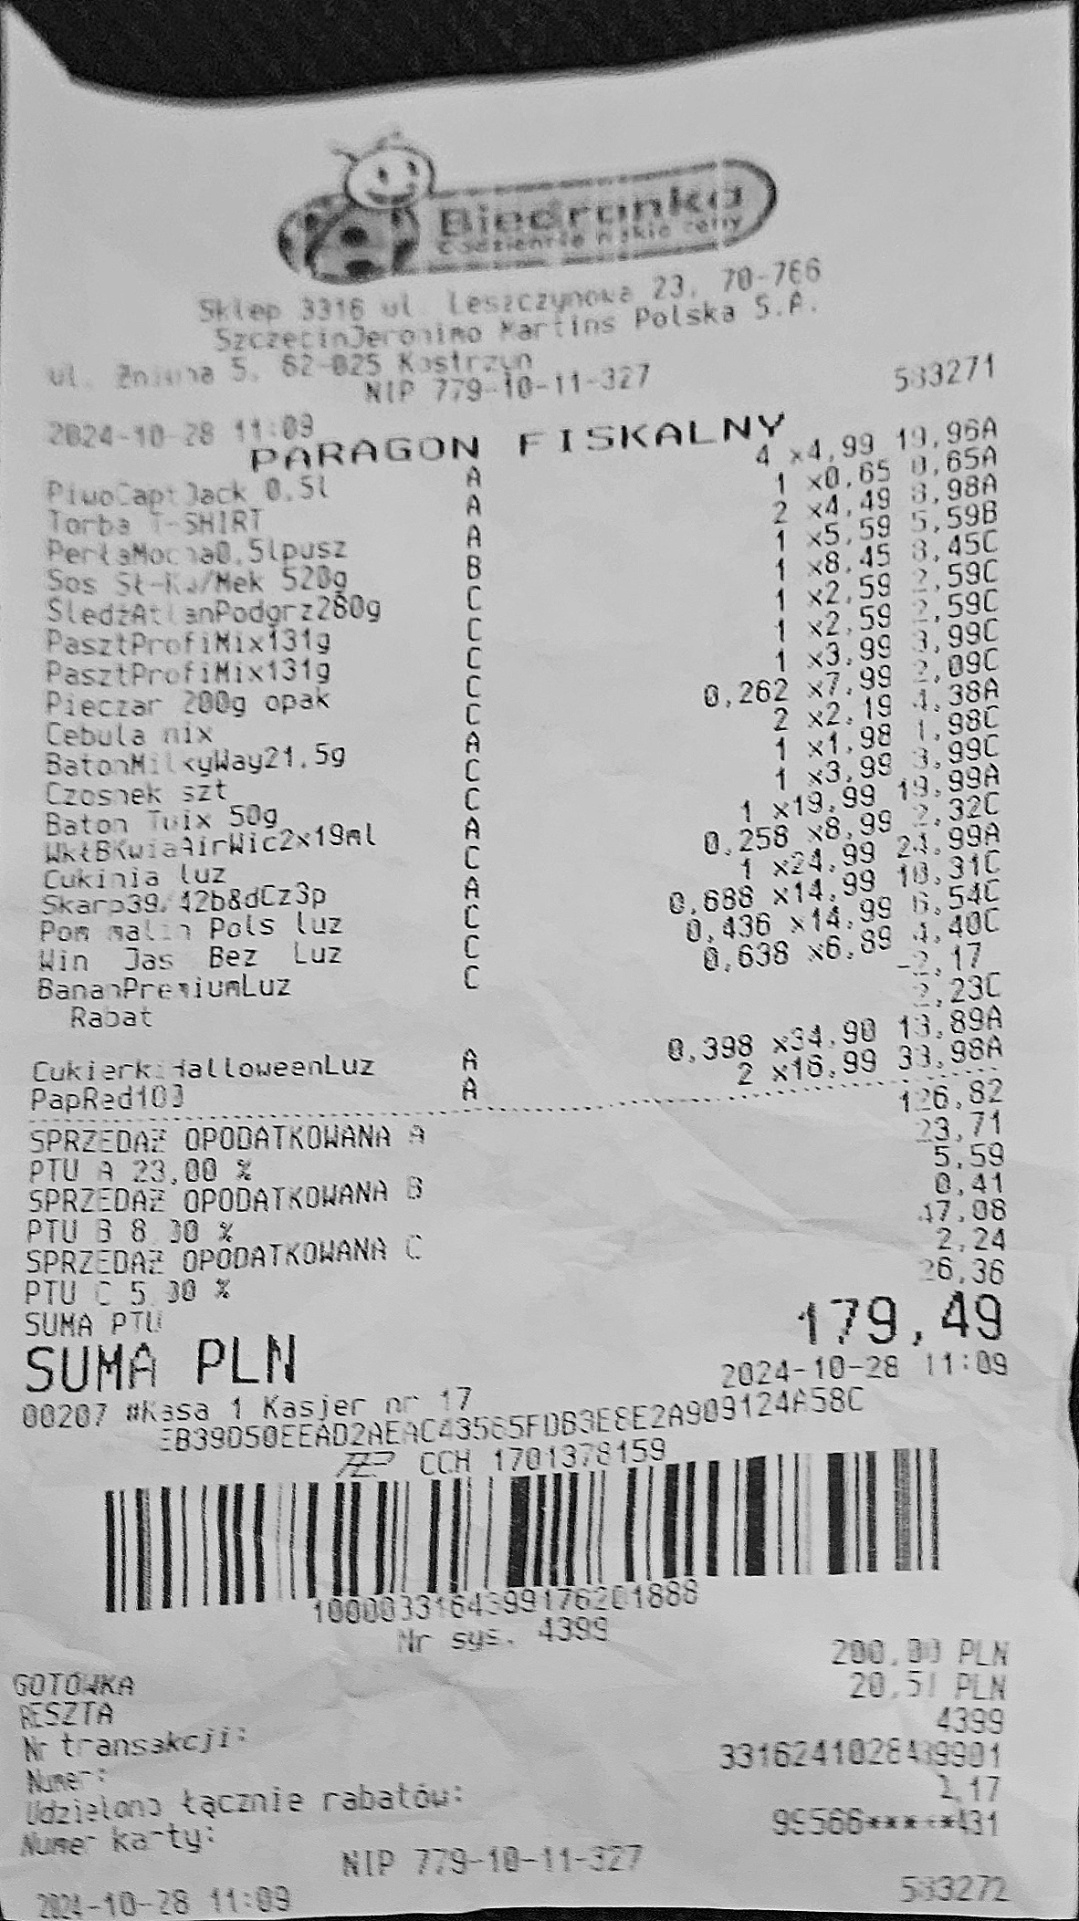 Biedronka
Codziennie niskie ceny
Sklep 3316 ul. Leszczynowa 23, 70-766
SzczecinJeronimo Martins Polska S.A.
ul. Żniwna 5, 62-025 Kostrzyn
NIP 779-10-11-327 533271
2024-10-28 11:09
PARAGON FISKALNY
PiwoCaptJack 0.5l A 4 x4,99 19,96A
Torba T-SHIRT A 1 x0,65 0,65A
PerłaMocna0,5lpusz A 2 x4,49 8,98A
Sos Sł-Kw/Mek 520g B 1 x5,59 5,59B
ŚledźAtlanPodgrz280g C 1 x8,45 8,45C
PasztProfiMix131g C 1 x2,59 2,59C
PasztProfiMix131g C 1 x2,59 2,59C
Pieczar 200g opak C 1 x3,99 3,99C
Cebula nix C 0,262 x7,99 2,09C
BatonMilkyWay21,5g A 2 x2,19 4,38A
Czosnek szt C 1 x1,98 1,98C
Baton Twix 50g C 1 x3,99 3,99C
WktBKwiaAirWic2x19ml A 1 x19,99 19,99A
Cukinia luz C 0,258 x8,99 2,32C
Skarp39/42b&dCz3p A 1 x24,99 24,99A
Pom malin Pols luz C 0,688 x14,99 10,31C
Win Jas Bez Luz C 0,436 x14,99 6,54C
BananPremiumLuz C 0,638 x6,89 4,40C
Rabat -2,17
2,23C
CukierkiHalloweenLuz A 0,398 x34,90 13,89A
PapRed100 A 2 x16,99 33,98A
SPRZEDAŻ OPODATKOWANA A 126,82
PTU A 23,00 % 23,71
SPRZEDAŻ OPODATKOWANA B 5,59
PTU B 8,00 % 0,41
SPRZEDAŻ OPODATKOWANA C 47,08
PTU C 5,00 % 2,24
SUMA PTU 26,36
SUMA PLN 179,49
00207 #Kasa 1 Kasjer nr 17 2024-10-28 11:09
EB39D50EEAD2AEAC43565FDB3E8E2A909124A58C
CCH 1701378159
Nr sys. 4399
GOTÓWKA 200,00 PLN
RESZTA 20,51 PLN
Nr transakcji: 4399
Numer: 3316241028439901
Udzielono łącznie rabatów: 2,17
Numer karty: 99566*****431
NIP 779-10-11-327
2024-10-28 11:09 533272